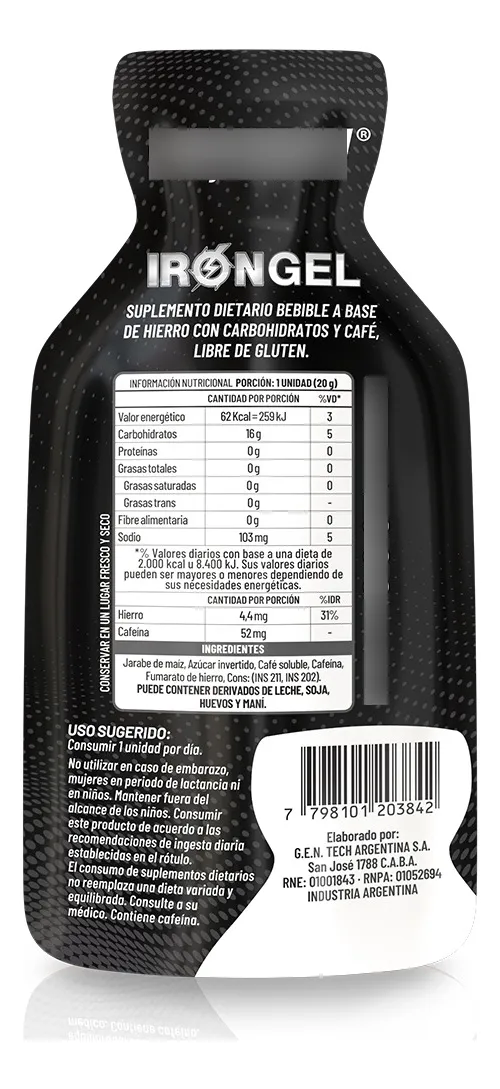 ®
IRONGEL
SUPLEMENTO DIETARIO BEBIBLE A BASE
DE HIERRO CON CARBOHIDRATOS Y CAFÉ,
LIBRE DE GLUTEN.
INFORMACIÓN NUTRICIONAL PORCIÓN: 1 UNIDAD (20 g)
CANTIDAD POR PORCIÓN %VD*
Valor energético 62 Kcal = 259 kJ 3
Carbohidratos 16 g 5
Proteínas 0 g 0
Grasas totales 0 g 0
Grasas saturadas 0 g 0
Grasas trans 0 g -
Fibre alimentaria 0 g 0
Sodio 103 mg 5
*% Valores diarios con base a una dieta de
2.000 kcal u 8.400 kJ. Sus valores diarios
pueden ser mayores o menores dependiendo de
sus necesidades energéticas.
CANTIDAD POR PORCIÓN %IDR
Hierro 4,4 mg 31%
Cafeína 52 mg -
INGREDIENTES
Jarabe de maíz, Azúcar invertido, Café soluble, Cafeína,
Fumarato de hierro, Cons: (INS 211, INS 202).
PUEDE CONTENER DERIVADOS DE LECHE, SOJA,
HUEVOS Y MANÍ.
CONSERVAR EN UN LUGAR FRESCO Y SECO
USO SUGERIDO:
Consumir 1 unidad por día.
No utilizar en caso de embarazo,
mujeres en periodo de lactancia ni
en niños. Mantener fuera del
alcance de los niños. Consumir
este producto de acuerdo a las
recomendaciones de ingesta diaria
establecidas en el rótulo.
El consumo de suplementos dietarios
no reemplaza una dieta variada y
equilibrada. Consulte a su
médico. Contiene cafeína.
7 798101 203842
Elaborado por:
G.E.N. TECH ARGENTINA S.A.
San José 1788 C.A.B.A.
RNE: 01001843 · RNPA: 01052694
INDUSTRIA ARGENTINA